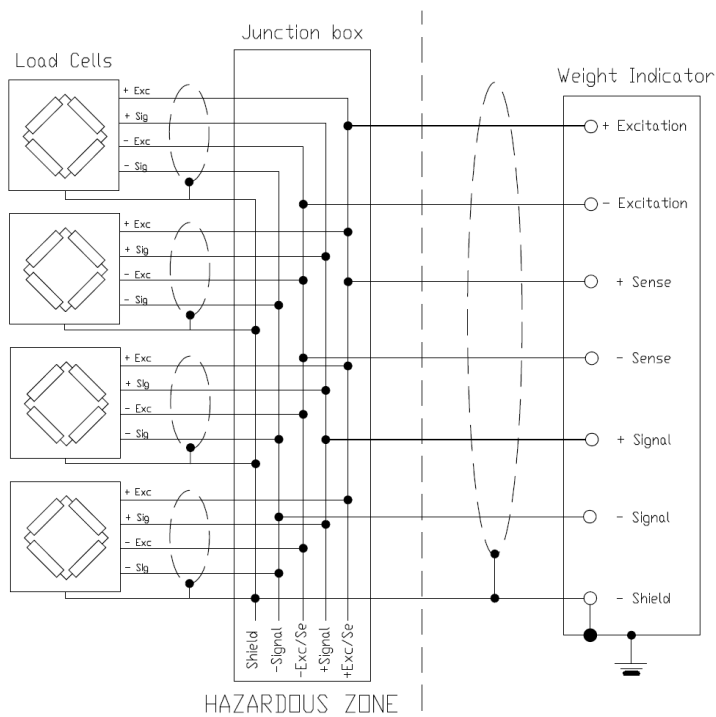 Junction box
Load Cells
Weight Indicator
+ Exc
+ Sig
- Exc
- Sig
+ Exc
+ Sig
- Exc
- Sig
+ Exc
+ Sig
- Exc
- Sig
+ Exc
+ Sig
- Exc
- Sig
+ Excitation
- Excitation
+ Sense
- Sense
+ Signal
- Signal
- Shield
Shield
-Signal
-Exc/Se
+Signal
+Exc/Se
HAZARDOUS ZONE